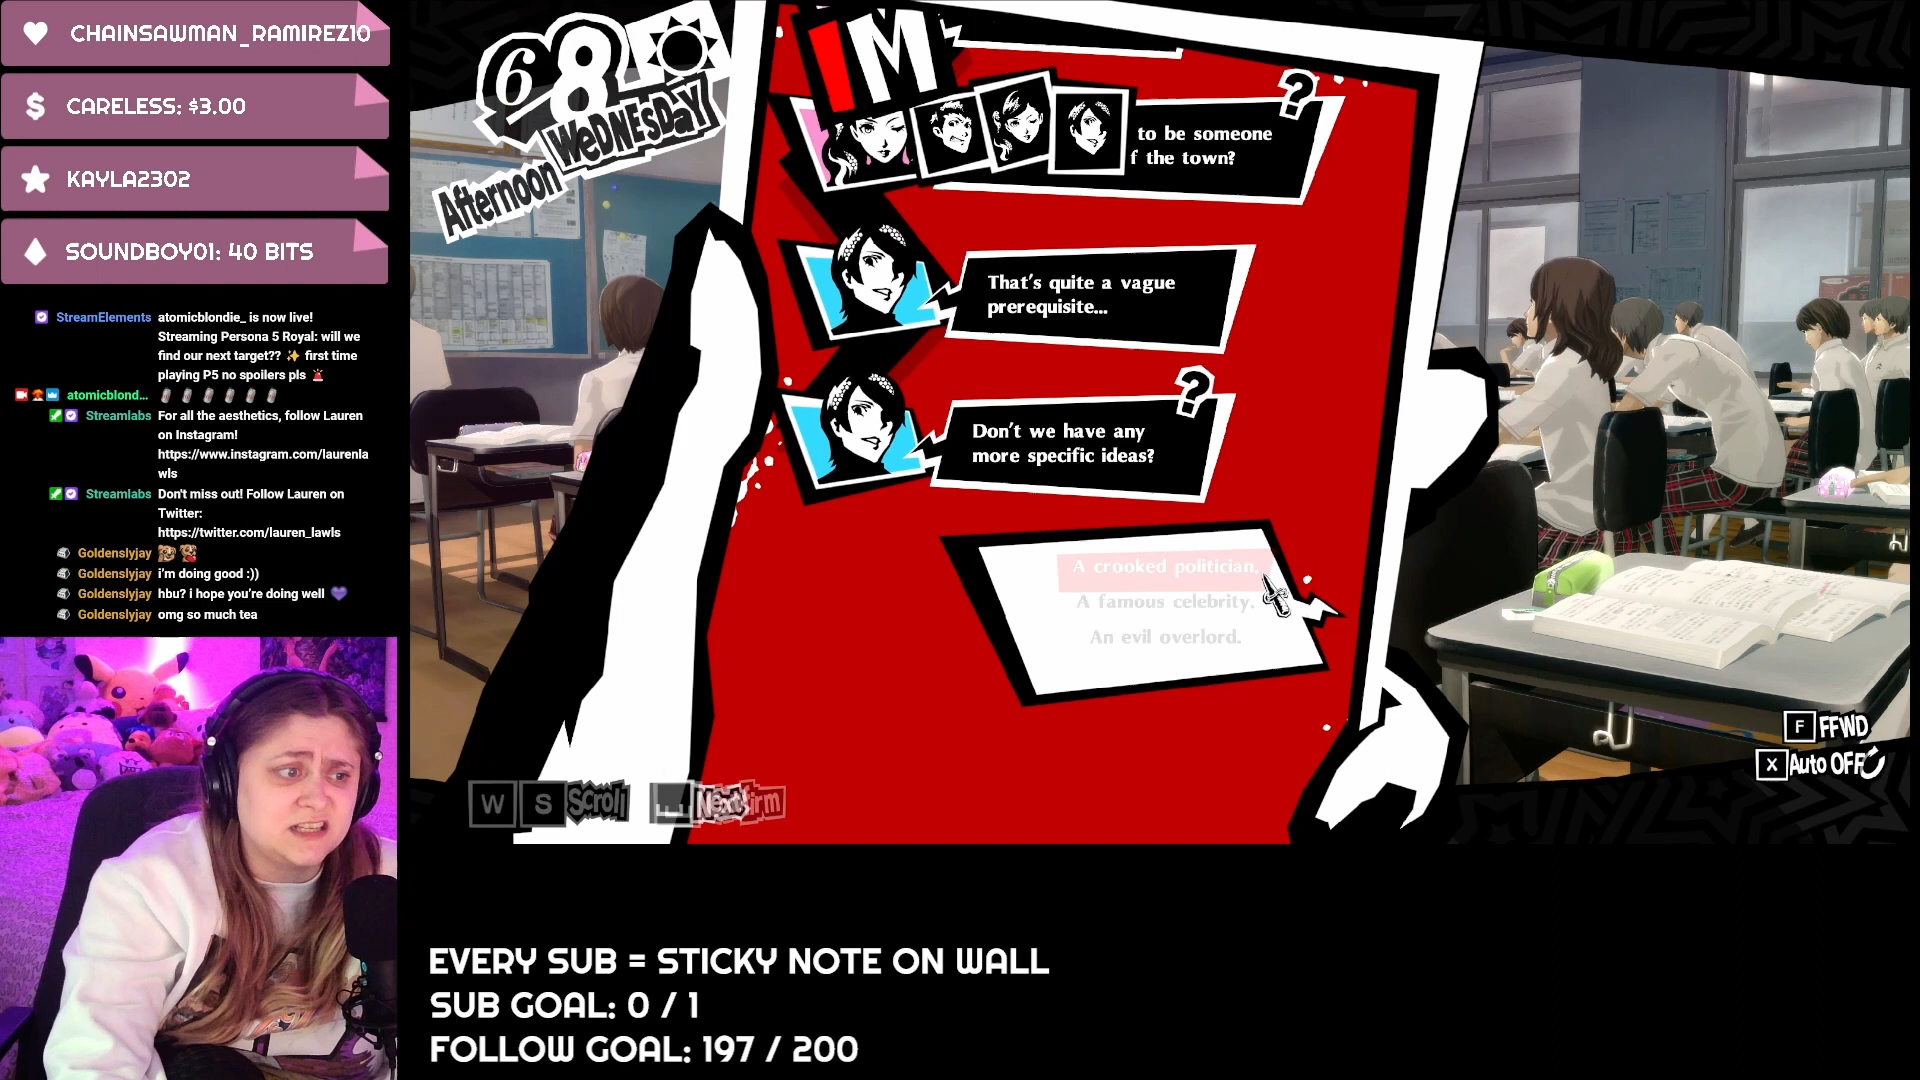 CHAINSAWMAN_RAMIREZ10
CARELESS: $3.00
KAYLA2302
SOUNDBOY01: 40 BITS
StreamElements atomicblondie_ is now live!
Streaming Persona 5 Royal: will we
find our next target?? ✨ first time
playing P5 no spoilers pls 🚨
atomicblond...
Streamlabs For all the aesthetics, follow Lauren
on Instagram!
https://www.instagram.com/laurenla
wls
Streamlabs Don't miss out! Follow Lauren on
Twitter:
https://twitter.com/lauren_lawls
Goldenslyjay
Goldenslyjay i'm doing good :))
Goldenslyjay hbu? i hope you're doing well 💜
Goldenslyjay omg so much tea
6 8
WeDNESDaY
Afternoon
IM
to be someone
f the town?
?
That's quite a vague
prerequisite...
?
Don't we have any
more specific ideas?
A crooked politician.
A famous celebrity.
An evil overlord.
W S Scroll
Next
F FFWD
X Auto OFF
EVERY SUB = STICKY NOTE ON WALL
SUB GOAL: 0 / 1
FOLLOW GOAL: 197 / 200